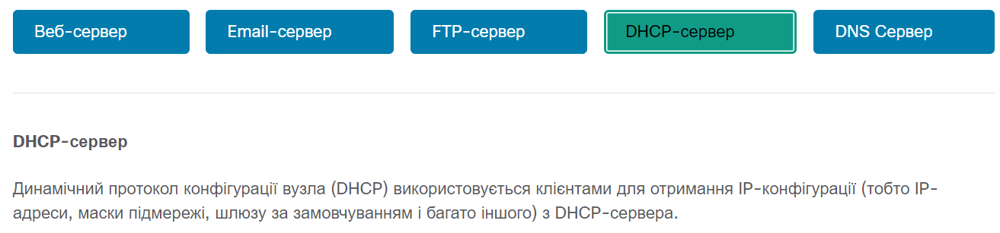 Веб-сервер
Email-сервер
FTP-сервер
DHCP-сервер
DNS Сервер
DHCP-сервер
Динамічний протокол конфігурації вузла (DHCP) використовується клієнтами для отримання IP-конфігурації (тобто IP-
адреси, маски підмережі, шлюзу за замовчуванням і багато іншого) з DHCP-сервера.